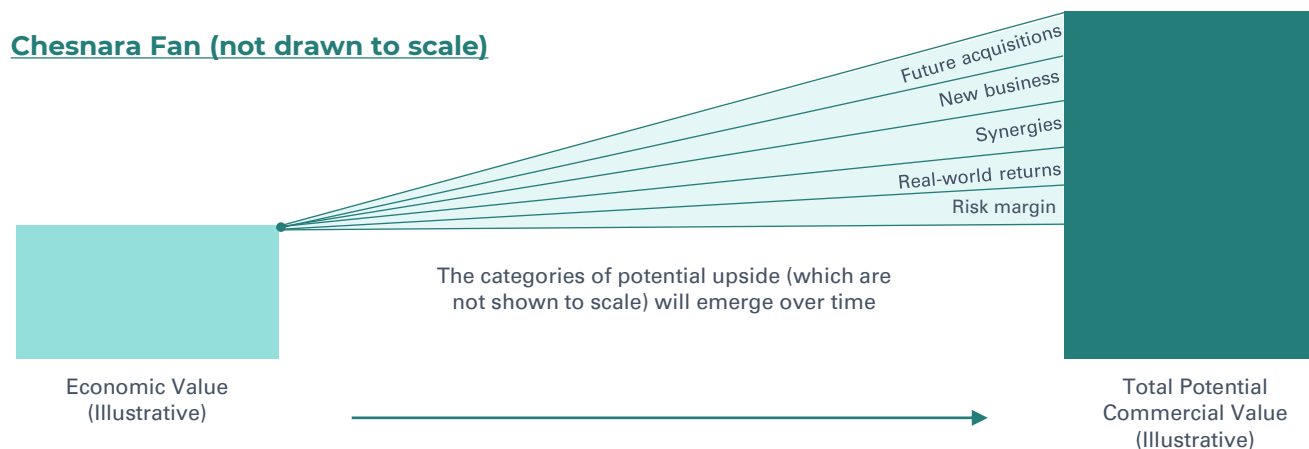 Chesnara Fan (not drawn to scale)
Future acquisitions
New business
Synergies
Real-world returns
Risk margin
The categories of potential upside (which are
not shown to scale) will emerge over time
Economic Value
(Illustrative)
Total Potential
Commercial Value
(Illustrative)